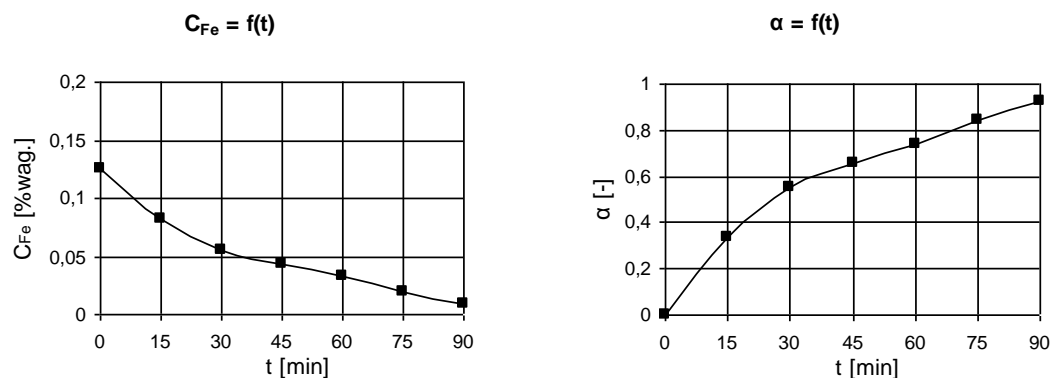 C_Fe = f(t)
0,2
0,15
0,1
0,05
0
C_Fe [%wag.]
0 15 30 45 60 75 90
t [min]
α = f(t)
1
0,8
0,6
0,4
0,2
0
α [-]
0 15 30 45 60 75 90
t [min]